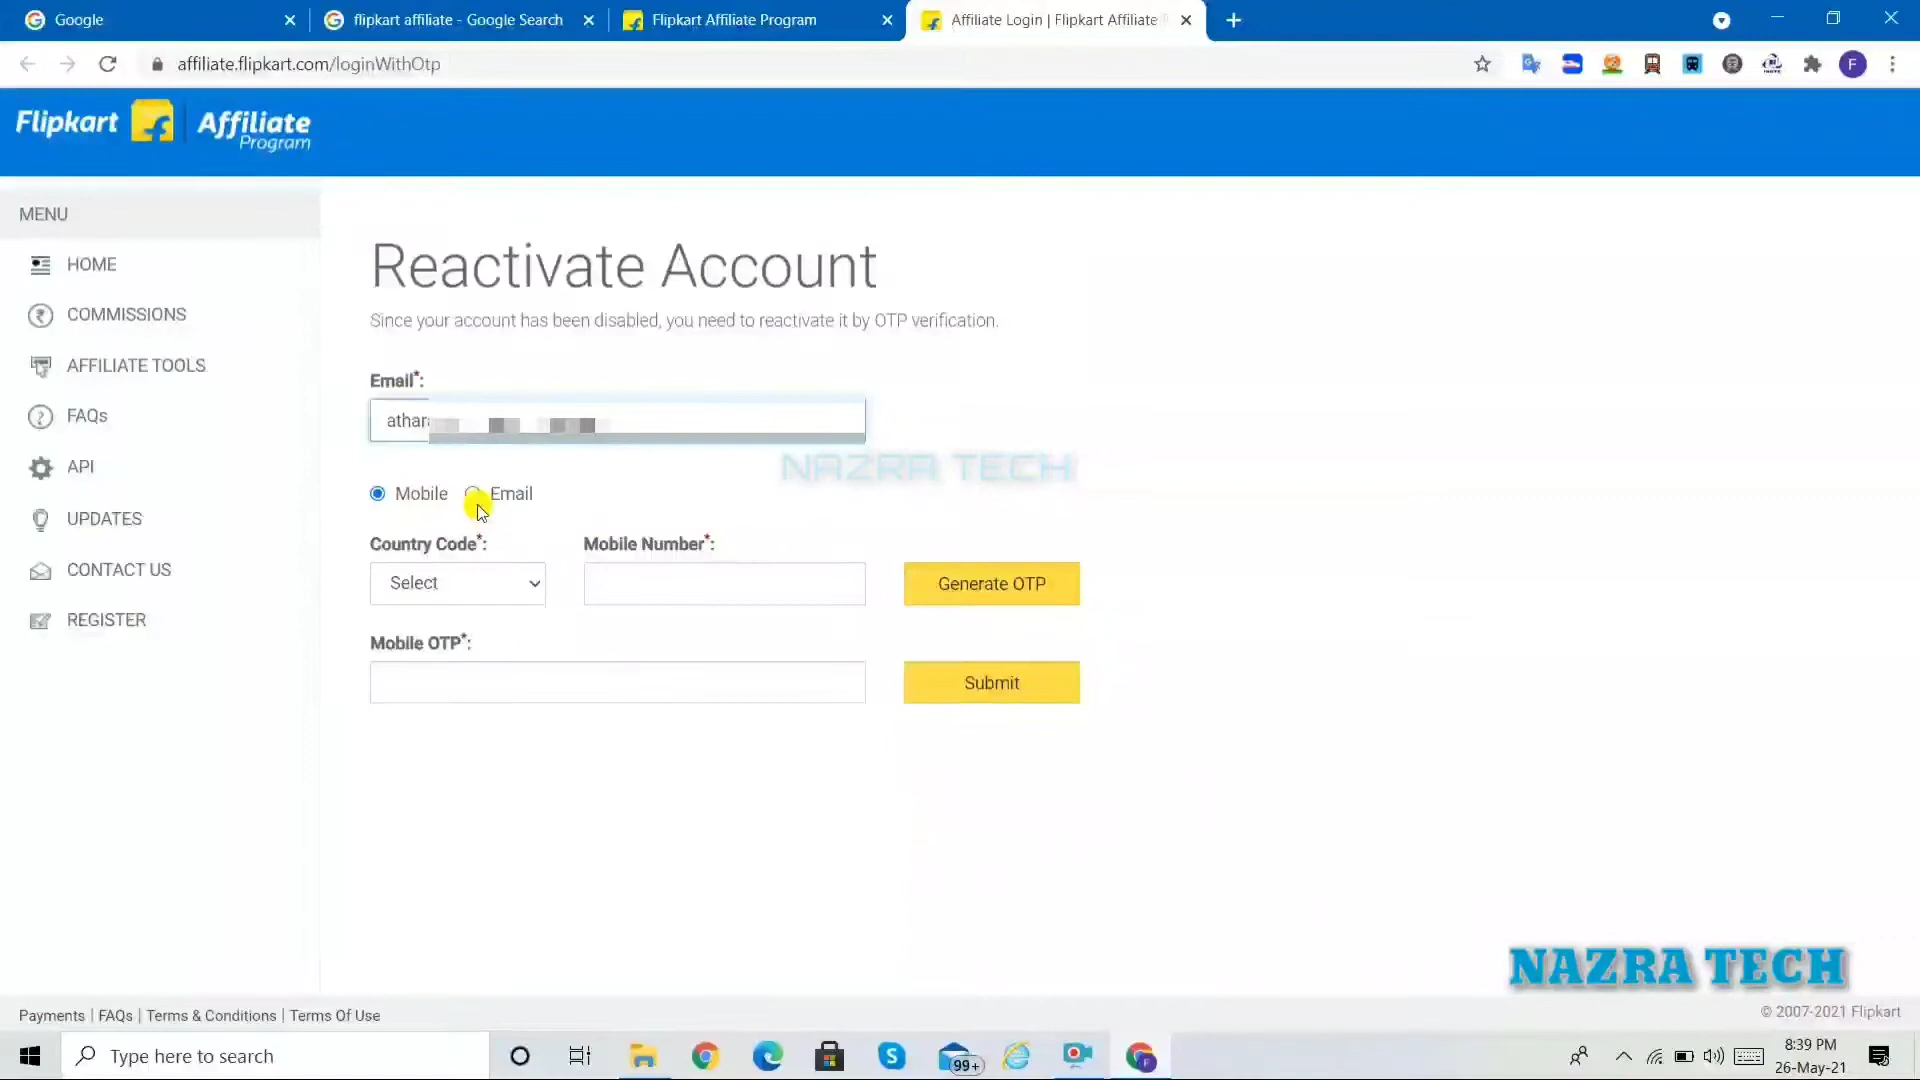 Google
flipkart affiliate - Google Search
Flipkart Affiliate Program
Affiliate Login | Flipkart Affiliate
affiliate.flipkart.com/loginWithOtp
F
Flipkart Affiliate Program
MENU
HOME
COMMISSIONS
AFFILIATE TOOLS
FAQs
API
UPDATES
CONTACT US
REGISTER
Reactivate Account
Since your account has been disabled, you need to reactivate it by OTP verification.
Email*:
NAZRA TECH
Mobile Email
Country Code*: Mobile Number*:
Select Generate OTP
Mobile OTP*:
Submit
NAZRA TECH
Payments | FAQs | Terms & Conditions | Terms Of Use
© 2007-2021 Flipkart
Type here to search
99+
8:39 PM
26-May-21